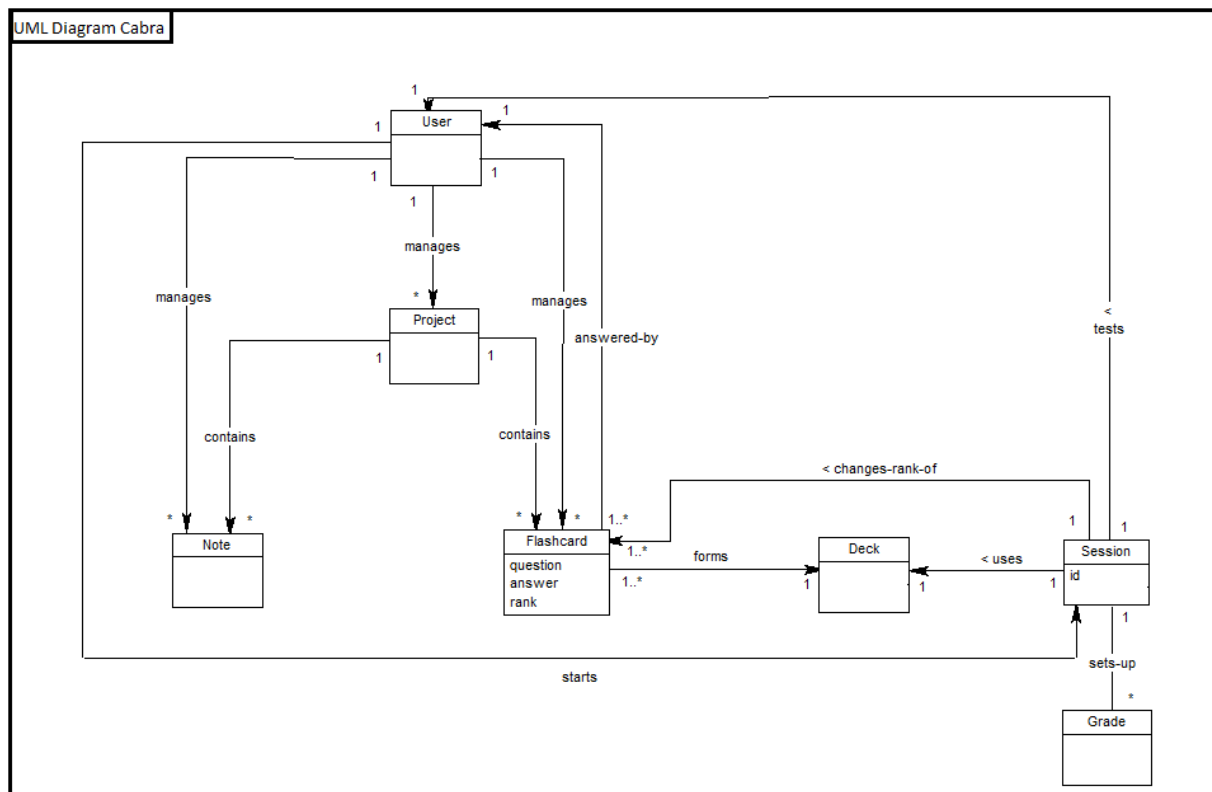 UML Diagram Cabra
1
1
1
User
1
1
1
manages
manages
manages
answered-by
<
tests
*
Project
1
1
contains
contains
< changes-rank-of
*
*
*
*
1..*
1
1
Note
Flashcard
question
answer
rank
1..*
1..*
forms
1
Deck
1
< uses
1
Session
id
1
starts
sets-up
*
Grade